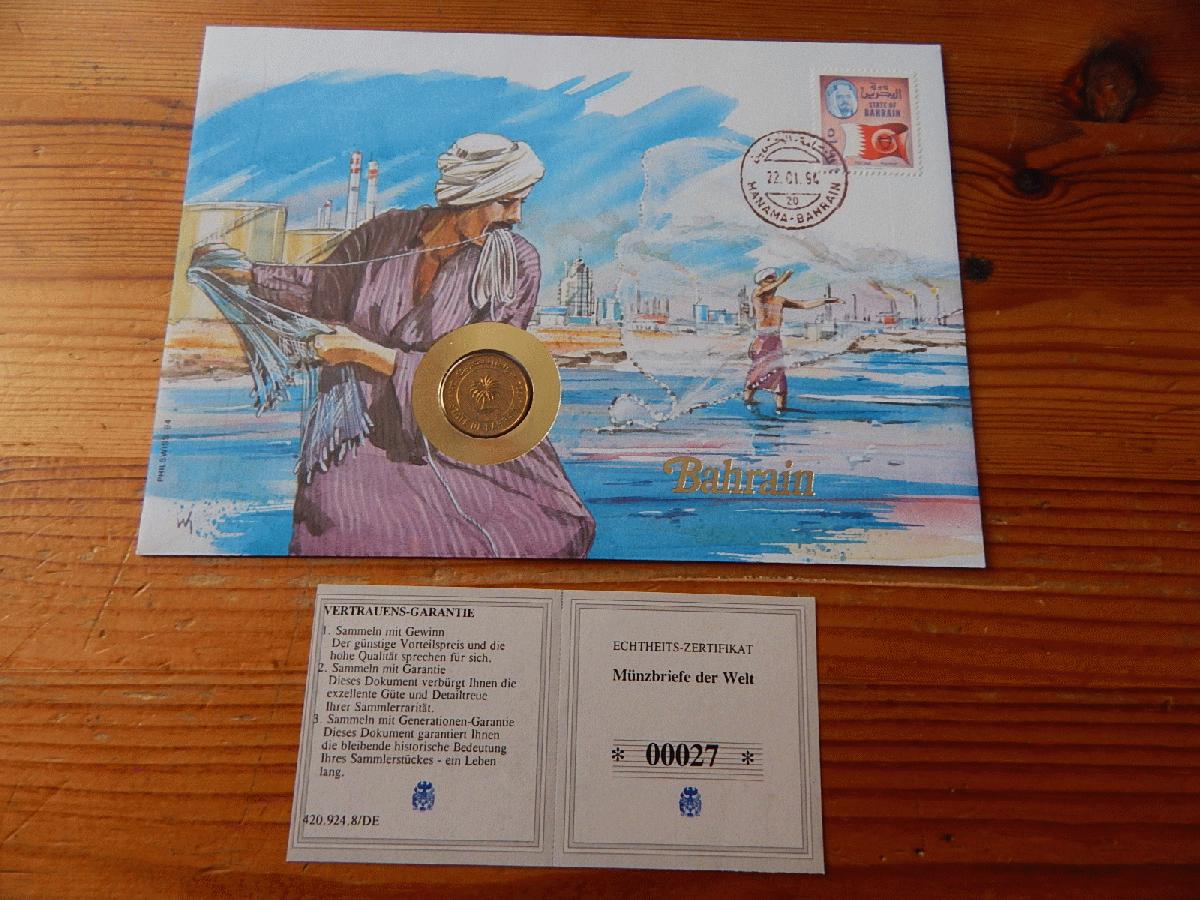 البحرين
STATE OF
BAHRAIN
22.01.94
20
MANAMA-BAHRAIN
Bahrain
PHILSWISS 94
VERTRAUENS-GARANTIE
1. Sammeln mit Gewinn
Der günstige Vorteilspreis und die
hohe Qualität sprechen für sich.
2. Sammeln mit Garantie
Dieses Dokument verbürgt Ihnen die
exzellente Güte und Detailtreue
Ihrer Sammlerrarität.
3. Sammeln mit Generationen-Garantie
Dieses Dokument garantiert Ihnen
die bleibende historische Bedeutung
Ihres Sammlerstückes - ein Leben
lang.
420.924.8/DE
ECHTHEITS-ZERTIFIKAT
Münzbriefe der Welt
* 00027 *